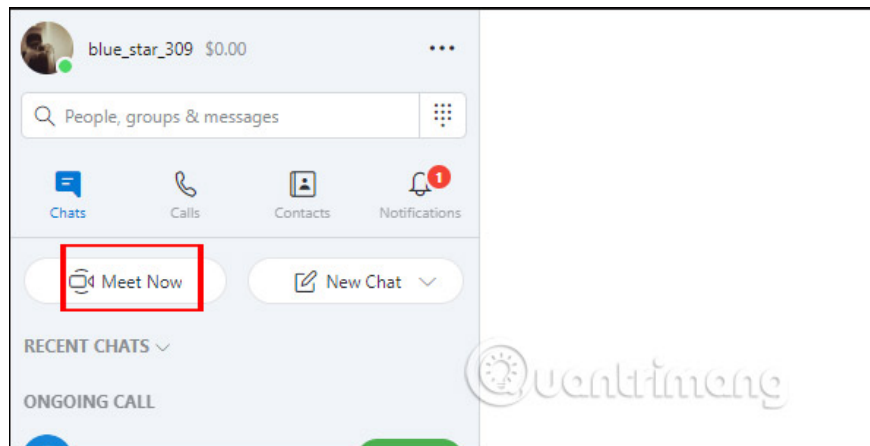 blue_star_309 $0.00
People, groups & messages
1
Chats Calls Contacts Notifications
Meet Now New Chat
RECENT CHATS
ONGOING CALL
Quantrimang